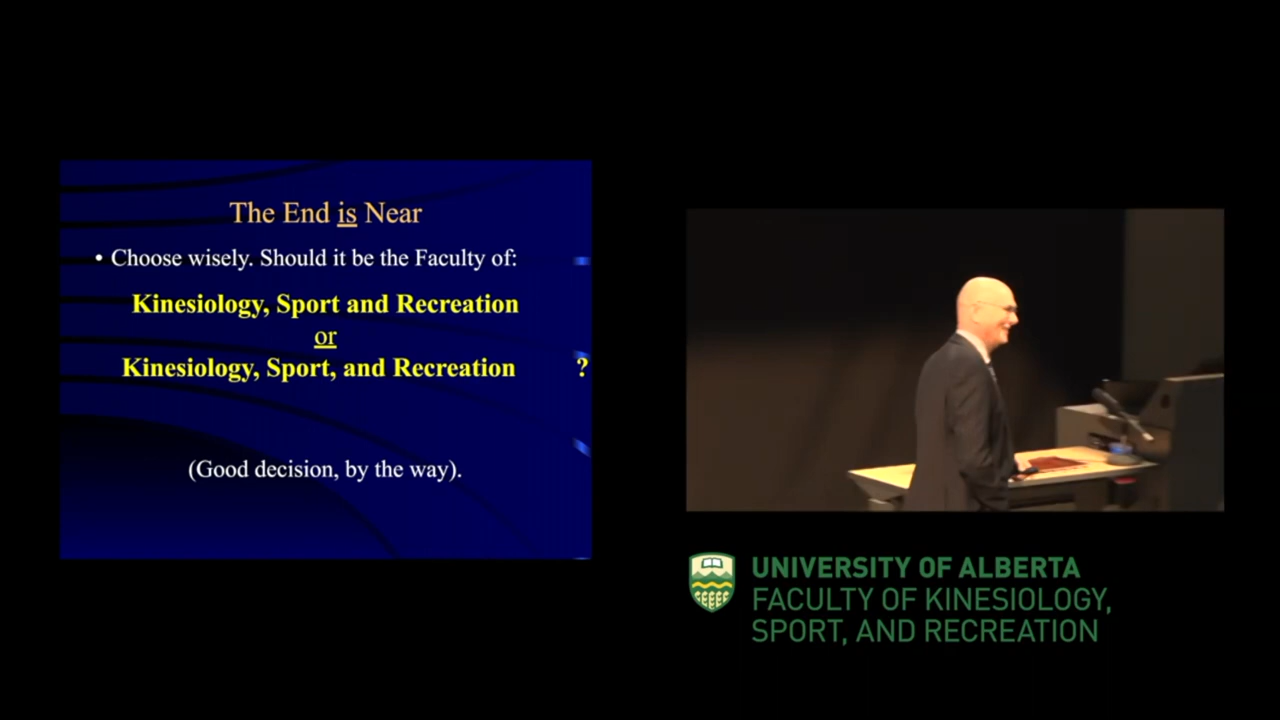 The End is Near
• Choose wisely. Should it be the Faculty of:
Kinesiology, Sport and Recreation
or
Kinesiology, Sport, and Recreation ?
(Good decision, by the way).
UNIVERSITY OF ALBERTA
FACULTY OF KINESIOLOGY,
SPORT, AND RECREATION